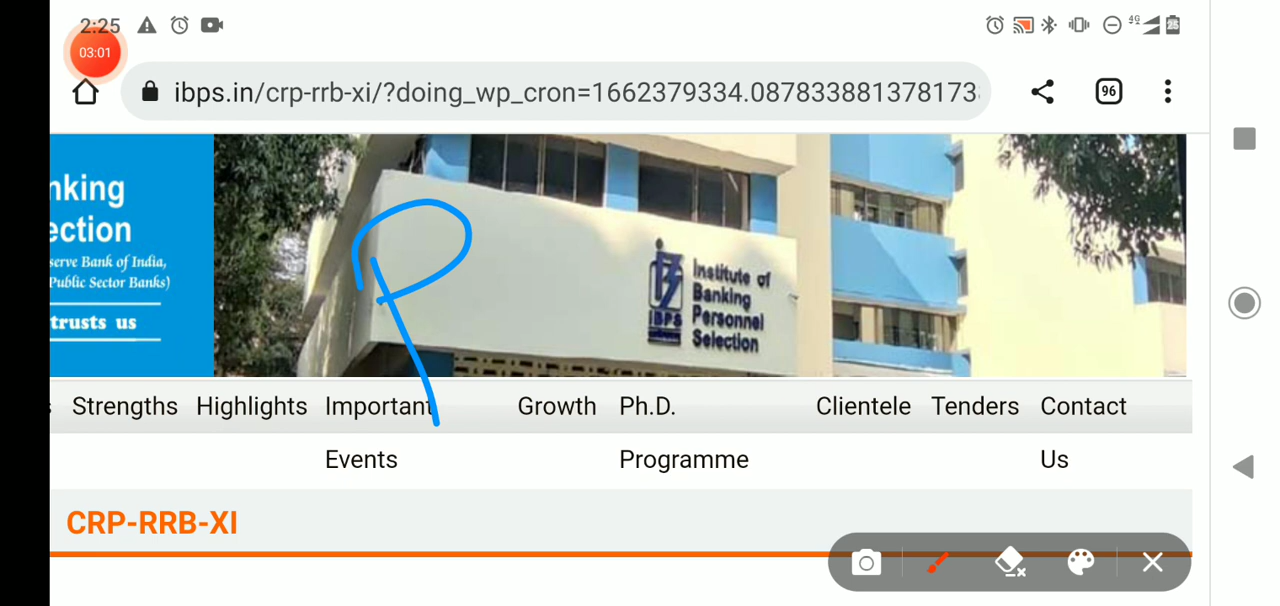 2:25
03:01
4G
25
ibps.in/crp-rrb-xi/?doing_wp_cron=1662379334.087833881378173
96
nking
ection
serve Bank of India,
Public Sector Banks)
trusts us
IBPS
Institute of
Banking
Personnel
Selection
P
s Strengths Highlights Important Growth Ph.D. Clientele Tenders Contact
Events Programme Us
CRP-RRB-XI